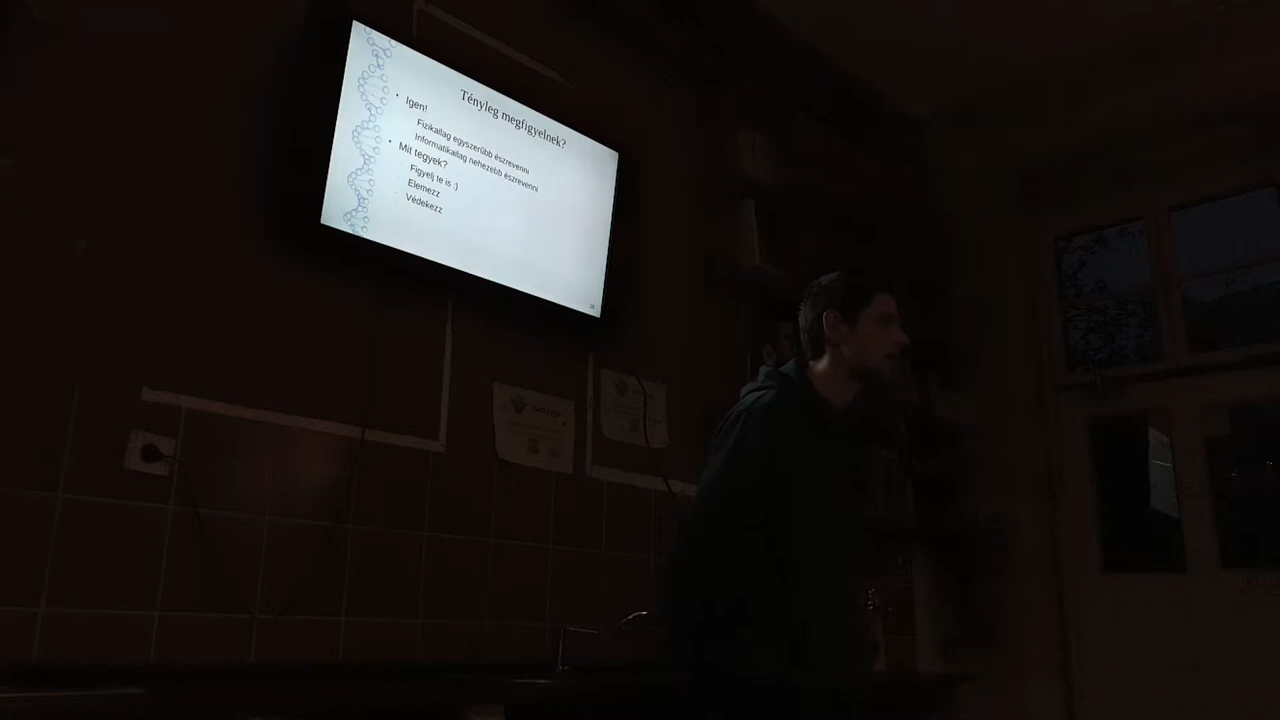 Tényleg megfigyelnek?
Igen!
Fizikailag egyszerűbb észrevenni
Informatikailag nehezebb észrevenni
Mit tegyek?
Figyelj te is :)
Elemezz
Védekezz